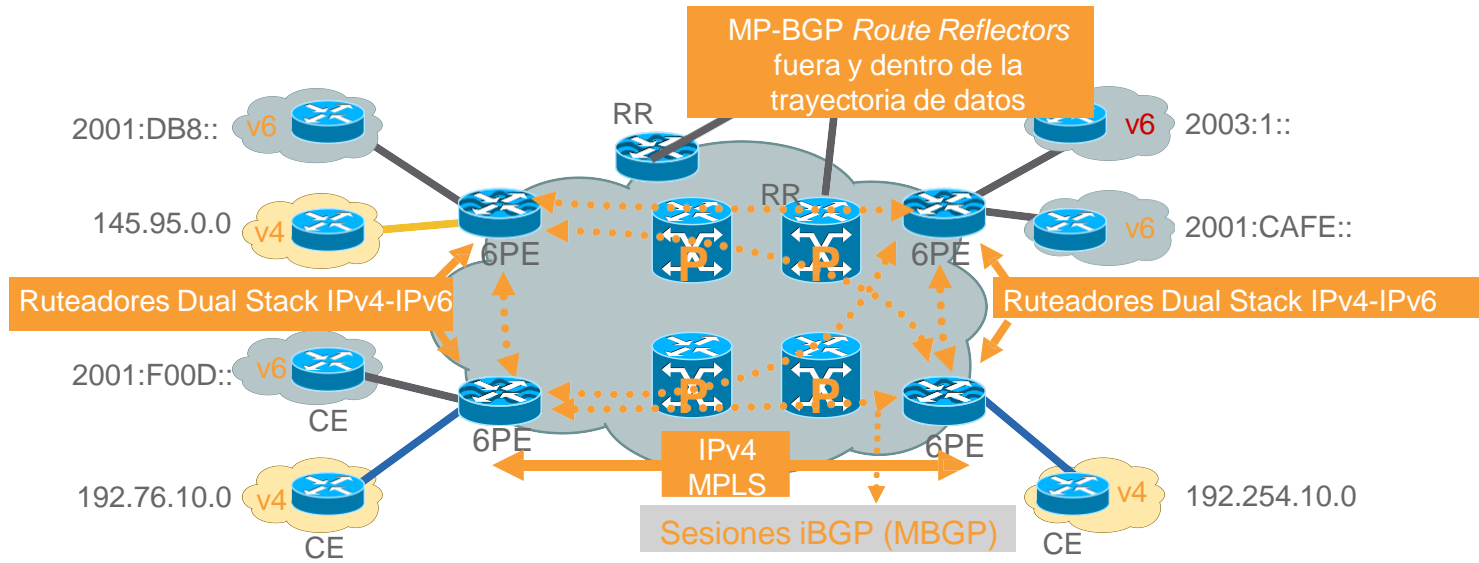 MP-BGP Route Reflectors
fuera y dentro de la
trayectoria de datos
RR
2001:DB8::
v6
v6
2003:1::
RR
145.95.0.0
v4
v6
2001:CAFE::
6PE
6PE
P
P
Ruteadores Dual Stack IPv4-IPv6
Ruteadores Dual Stack IPv4-IPv6
2001:F00D::
v6
P
P
CE
6PE
6PE
IPv4
MPLS
192.76.10.0
v4
v4
192.254.10.0
Sesiones iBGP (MBGP)
CE
CE